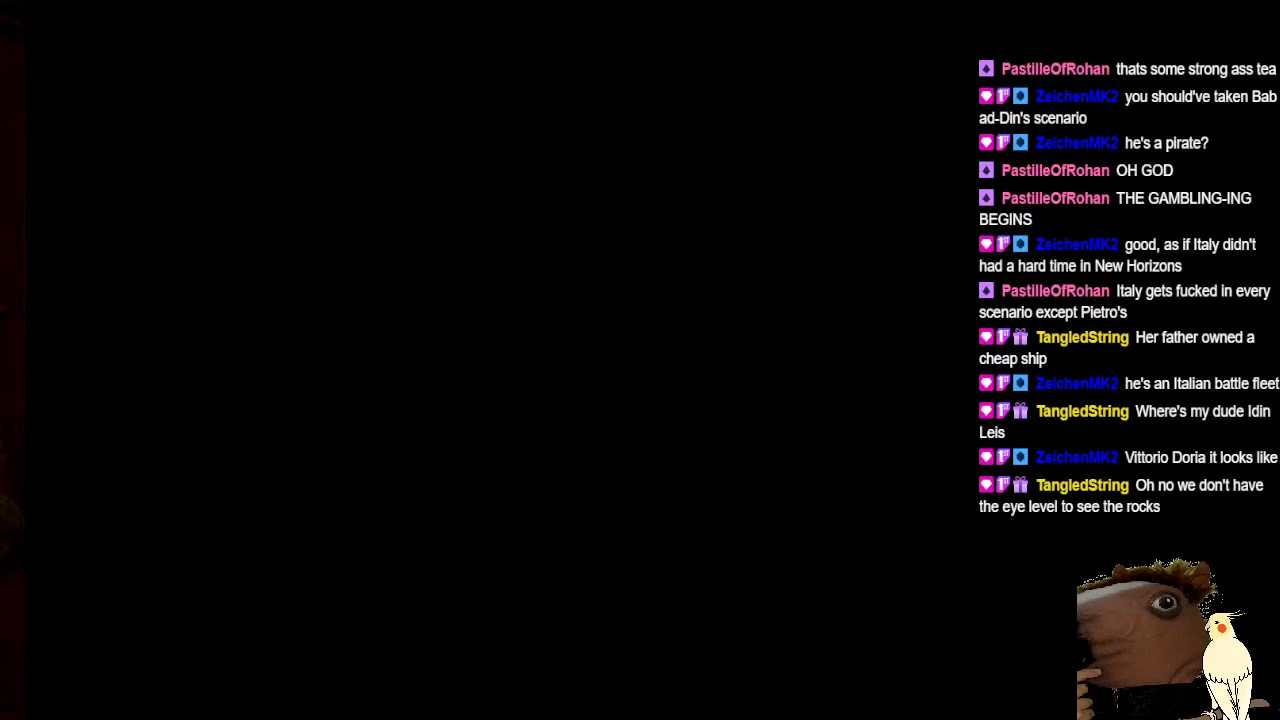 PastilleOfRohan thats some strong ass tea
ZeichenMK2 you should've taken Bab
ad-Din's scenario
ZeichenMK2 he's a pirate?
PastilleOfRohan OH GOD
PastilleOfRohan THE GAMBLING-ING
BEGINS
ZeichenMK2 good, as if Italy didn't
had a hard time in New Horizons
PastilleOfRohan Italy gets fucked in every
scenario except Pietro's
TangledString Her father owned a
cheap ship
ZeichenMK2 he's an Italian battle fleet
TangledString Where's my dude Idin
Leis
ZeichenMK2 Vittorio Doria it looks like
TangledString Oh no we don't have
the eye level to see the rocks